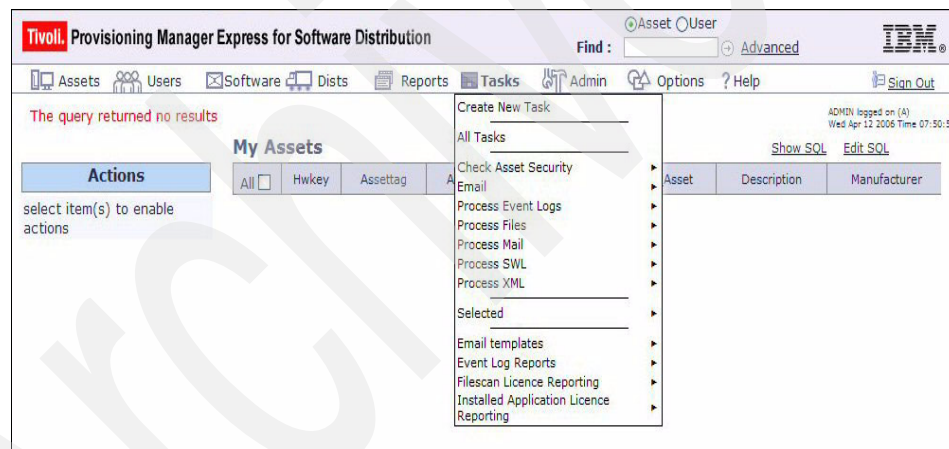 Tivoli. Provisioning Manager Express for Software Distribution
Asset User
Find : Advanced
IBM®
Assets Users Software Dists Reports Tasks Admin Options ? Help Sign Out
The query returned no results
ADMIN logged on (A)
Wed Apr 12 2006 Time 07:50:5
My Assets
Show SQL Edit SQL
Actions
select item(s) to enable
actions
All Hwkey Assettag A Asset Description Manufacturer
Create New Task
All Tasks
Check Asset Security
Email
Process Event Logs
Process Files
Process Mail
Process SWL
Process XML
Selected
Email templates
Event Log Reports
Filescan Licence Reporting
Installed Application Licence
Reporting